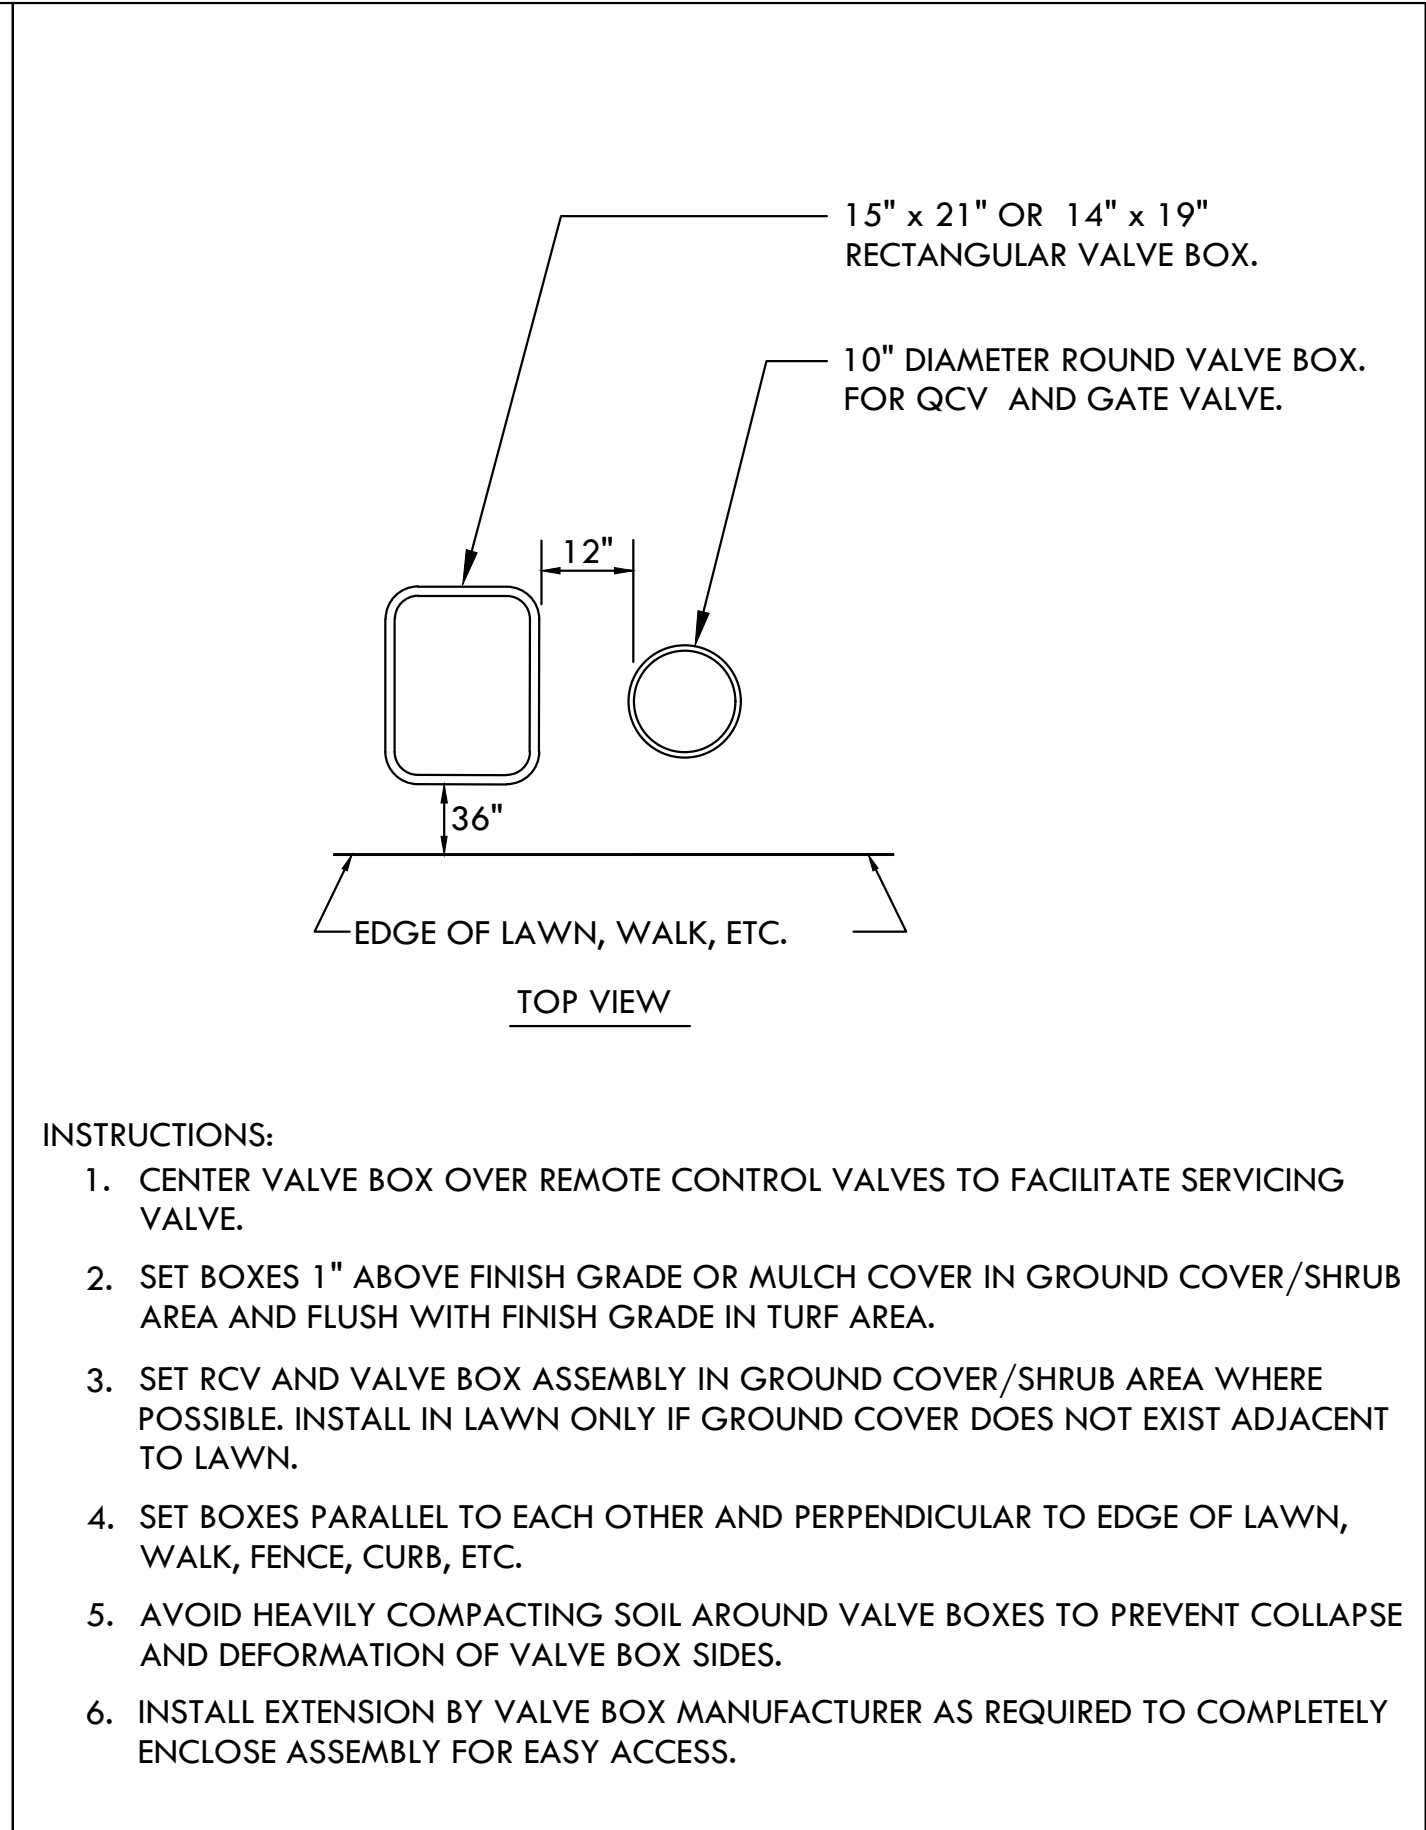 15" x 21" OR 14" x 19"
RECTANGULAR VALVE BOX.
10" DIAMETER ROUND VALVE BOX.
FOR QCV AND GATE VALVE.
12"
36"
EDGE OF LAWN, WALK, ETC.
TOP VIEW
INSTRUCTIONS:
1. CENTER VALVE BOX OVER REMOTE CONTROL VALVES TO FACILITATE SERVICING
VALVE.
2. SET BOXES 1" ABOVE FINISH GRADE OR MULCH COVER IN GROUND COVER/SHRUB
AREA AND FLUSH WITH FINISH GRADE IN TURF AREA.
3. SET RCV AND VALVE BOX ASSEMBLY IN GROUND COVER/SHRUB AREA WHERE
POSSIBLE. INSTALL IN LAWN ONLY IF GROUND COVER DOES NOT EXIST ADJACENT
TO LAWN.
4. SET BOXES PARALLEL TO EACH OTHER AND PERPENDICULAR TO EDGE OF LAWN,
WALK, FENCE, CURB, ETC.
5. AVOID HEAVILY COMPACTING SOIL AROUND VALVE BOXES TO PREVENT COLLAPSE
AND DEFORMATION OF VALVE BOX SIDES.
6. INSTALL EXTENSION BY VALVE BOX MANUFACTURER AS REQUIRED TO COMPLETELY
ENCLOSE ASSEMBLY FOR EASY ACCESS.